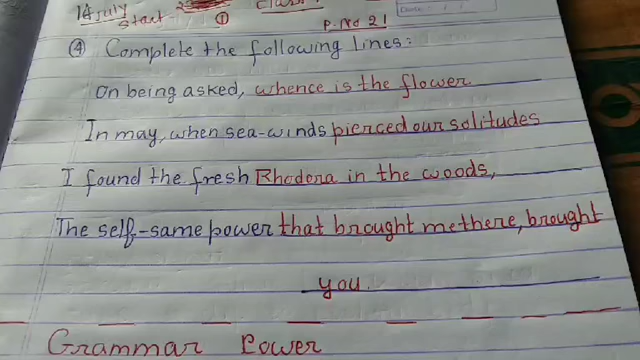 14 July
start
①
P. No 21
④ Complete the following lines:
On being asked, whence is the flower
In may, when sea-winds pierced our solitudes
I found the fresh Rhodora in the woods,
The self-same power that brought me there, brought
you.
Grammar Power